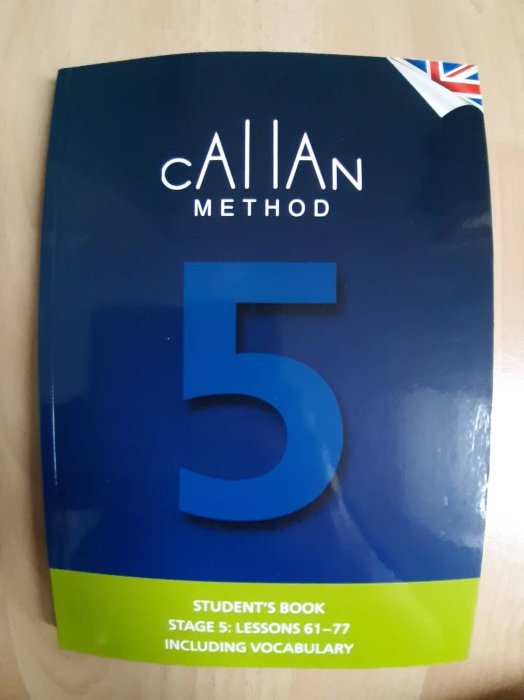 CALLAN
METHOD
5
STUDENT'S BOOK
STAGE 5: LESSONS 61–77
INCLUDING VOCABULARY